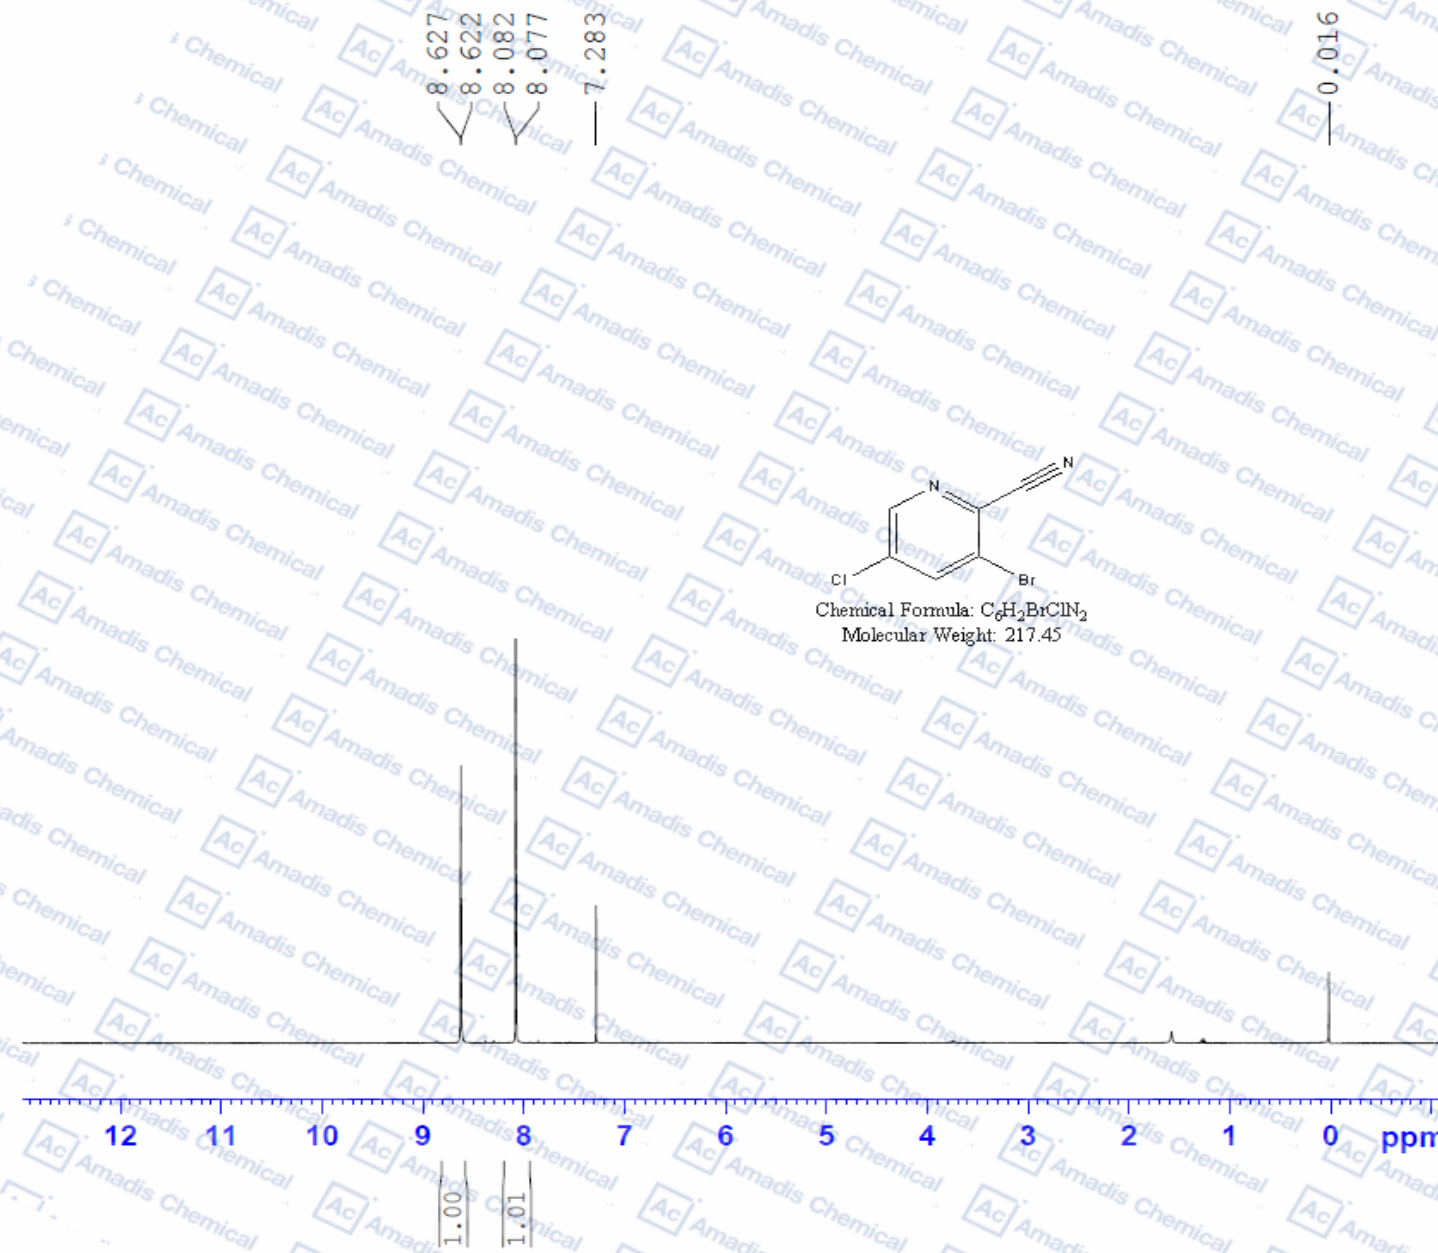 8.627
8.622
8.082
8.077
7.283
0.016
N
N
Cl
Br
Chemical Formula: C₆H₂BrClN₂
Molecular Weight: 217.45
12 11 10 9 8 7 6 5 4 3 2 1 0 ppm
1.00
1.01
Ac Amadis Chemical